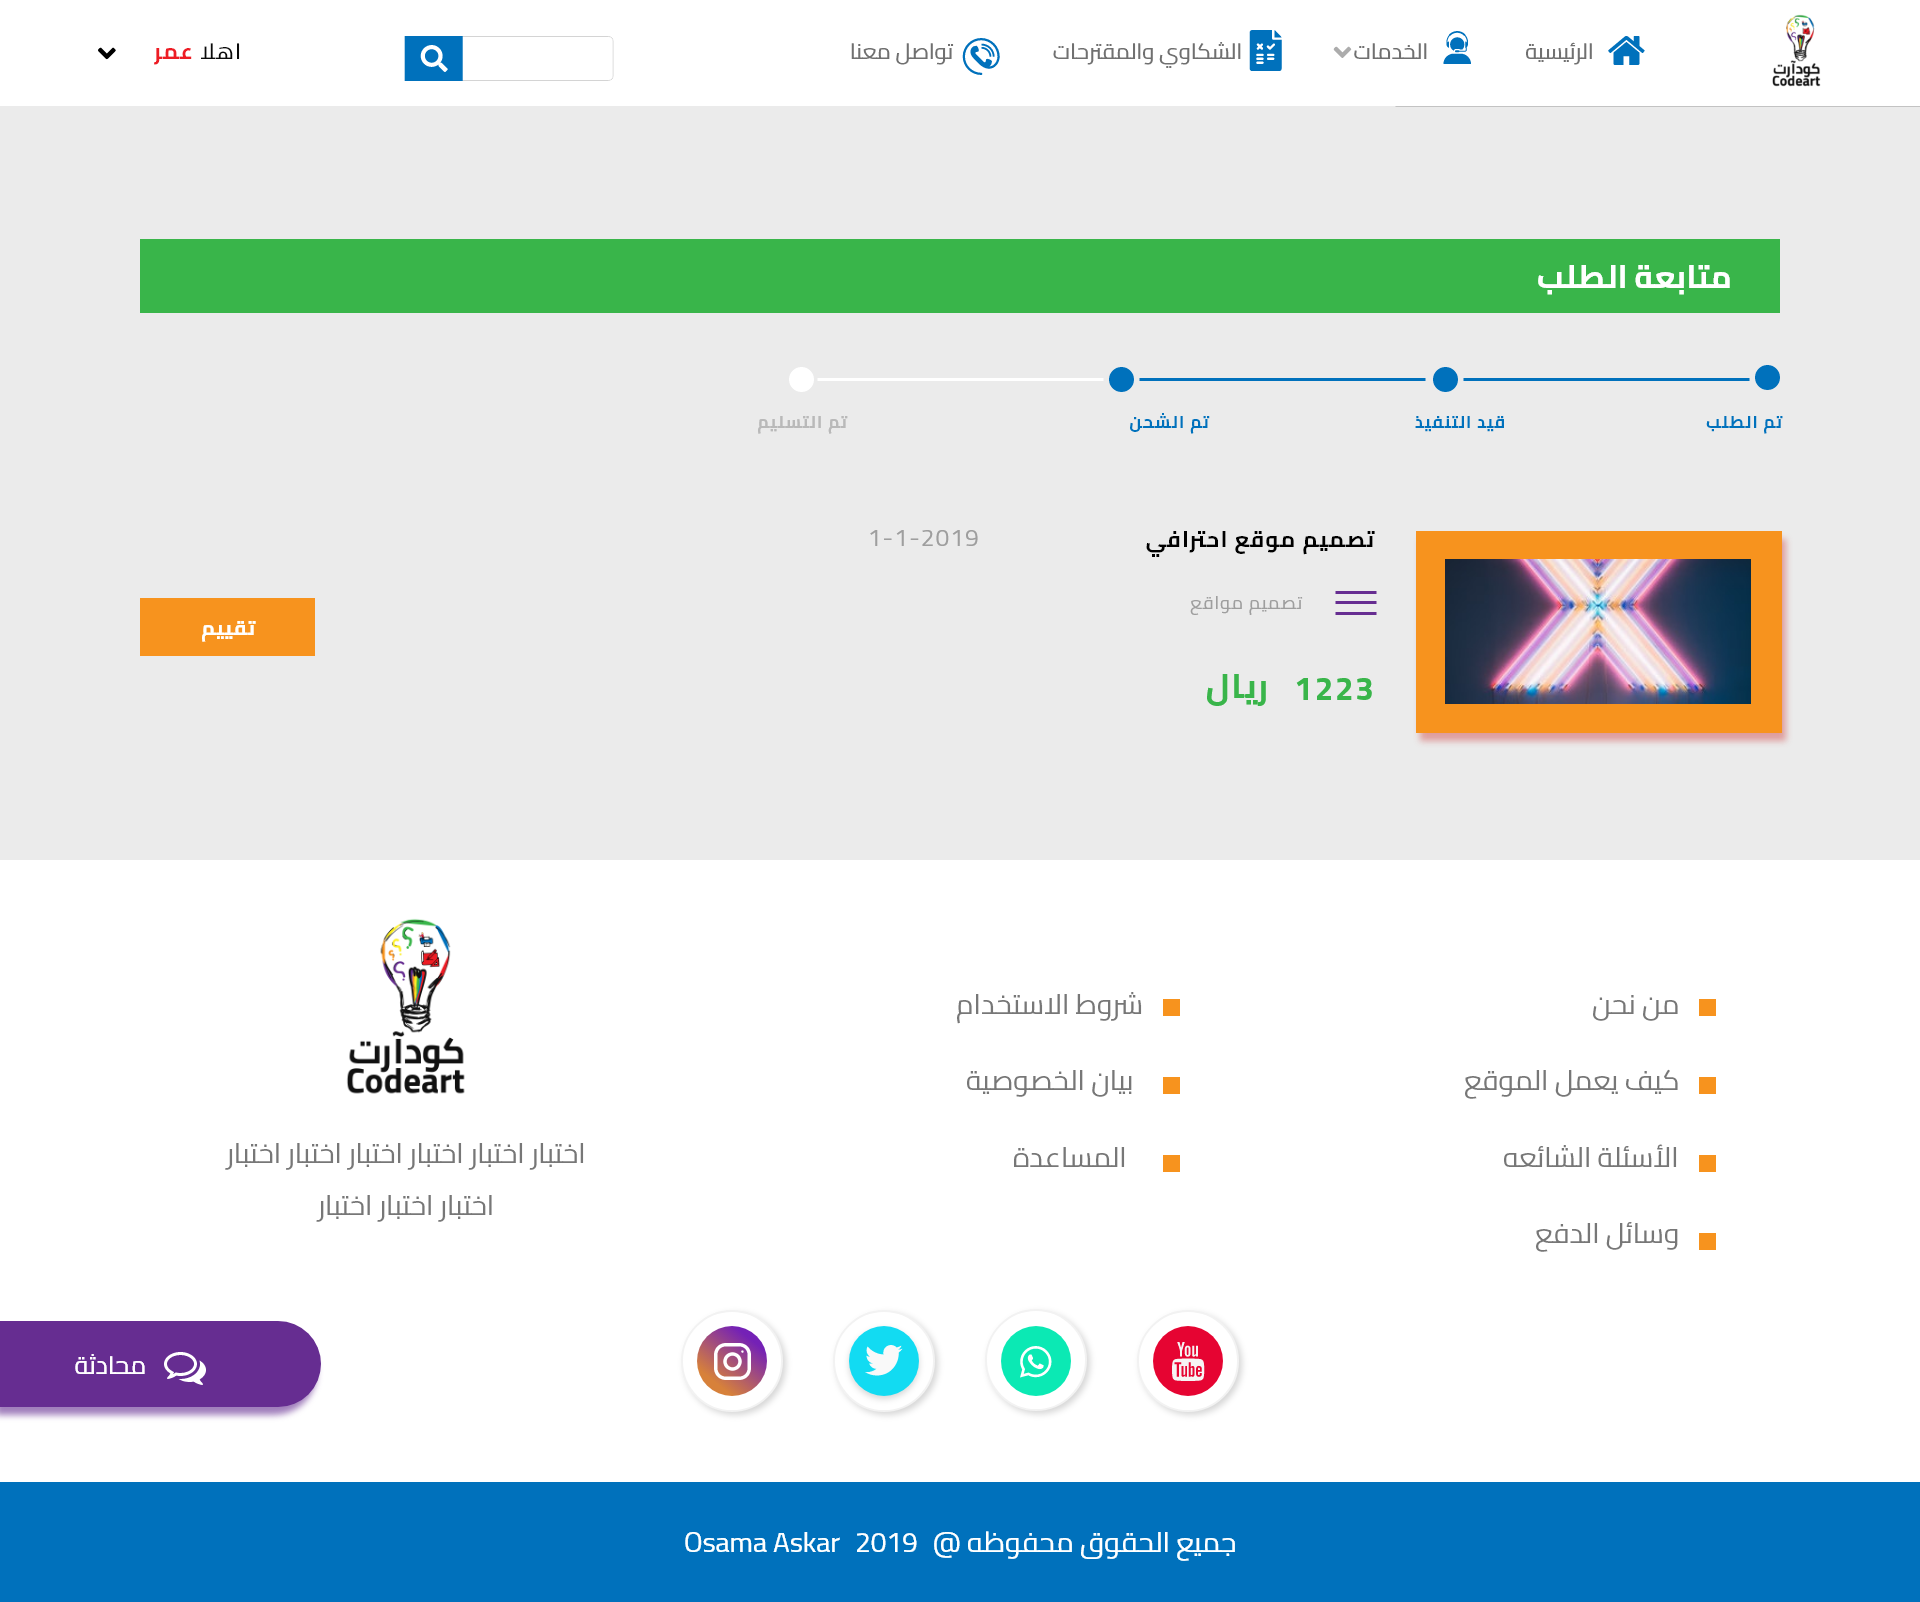 كودآرت
Codeart
الرئيسية
الخدمات
الشكاوي والمقترحات
تواصل معنا
اهلا عمر
متابعة الطلب
تم الطلب
قيد التنفيذ
تم الشحن
تم التسليم
تصميم موقع احترافي
1-1-2019
تصميم مواقع
تقييم
1223 ريال
من نحن
كيف يعمل الموقع
الأسئلة الشائعه
وسائل الدفع
شروط الاستخدام
بيان الخصوصية
المساعدة
كودآرت
Codeart
اختبار اختبار اختبار اختبار اختبار اختبار
اختبار اختبار اختبار
You
Tube
محادثة
جميع الحقوق محفوظه @ 2019 Osama Askar